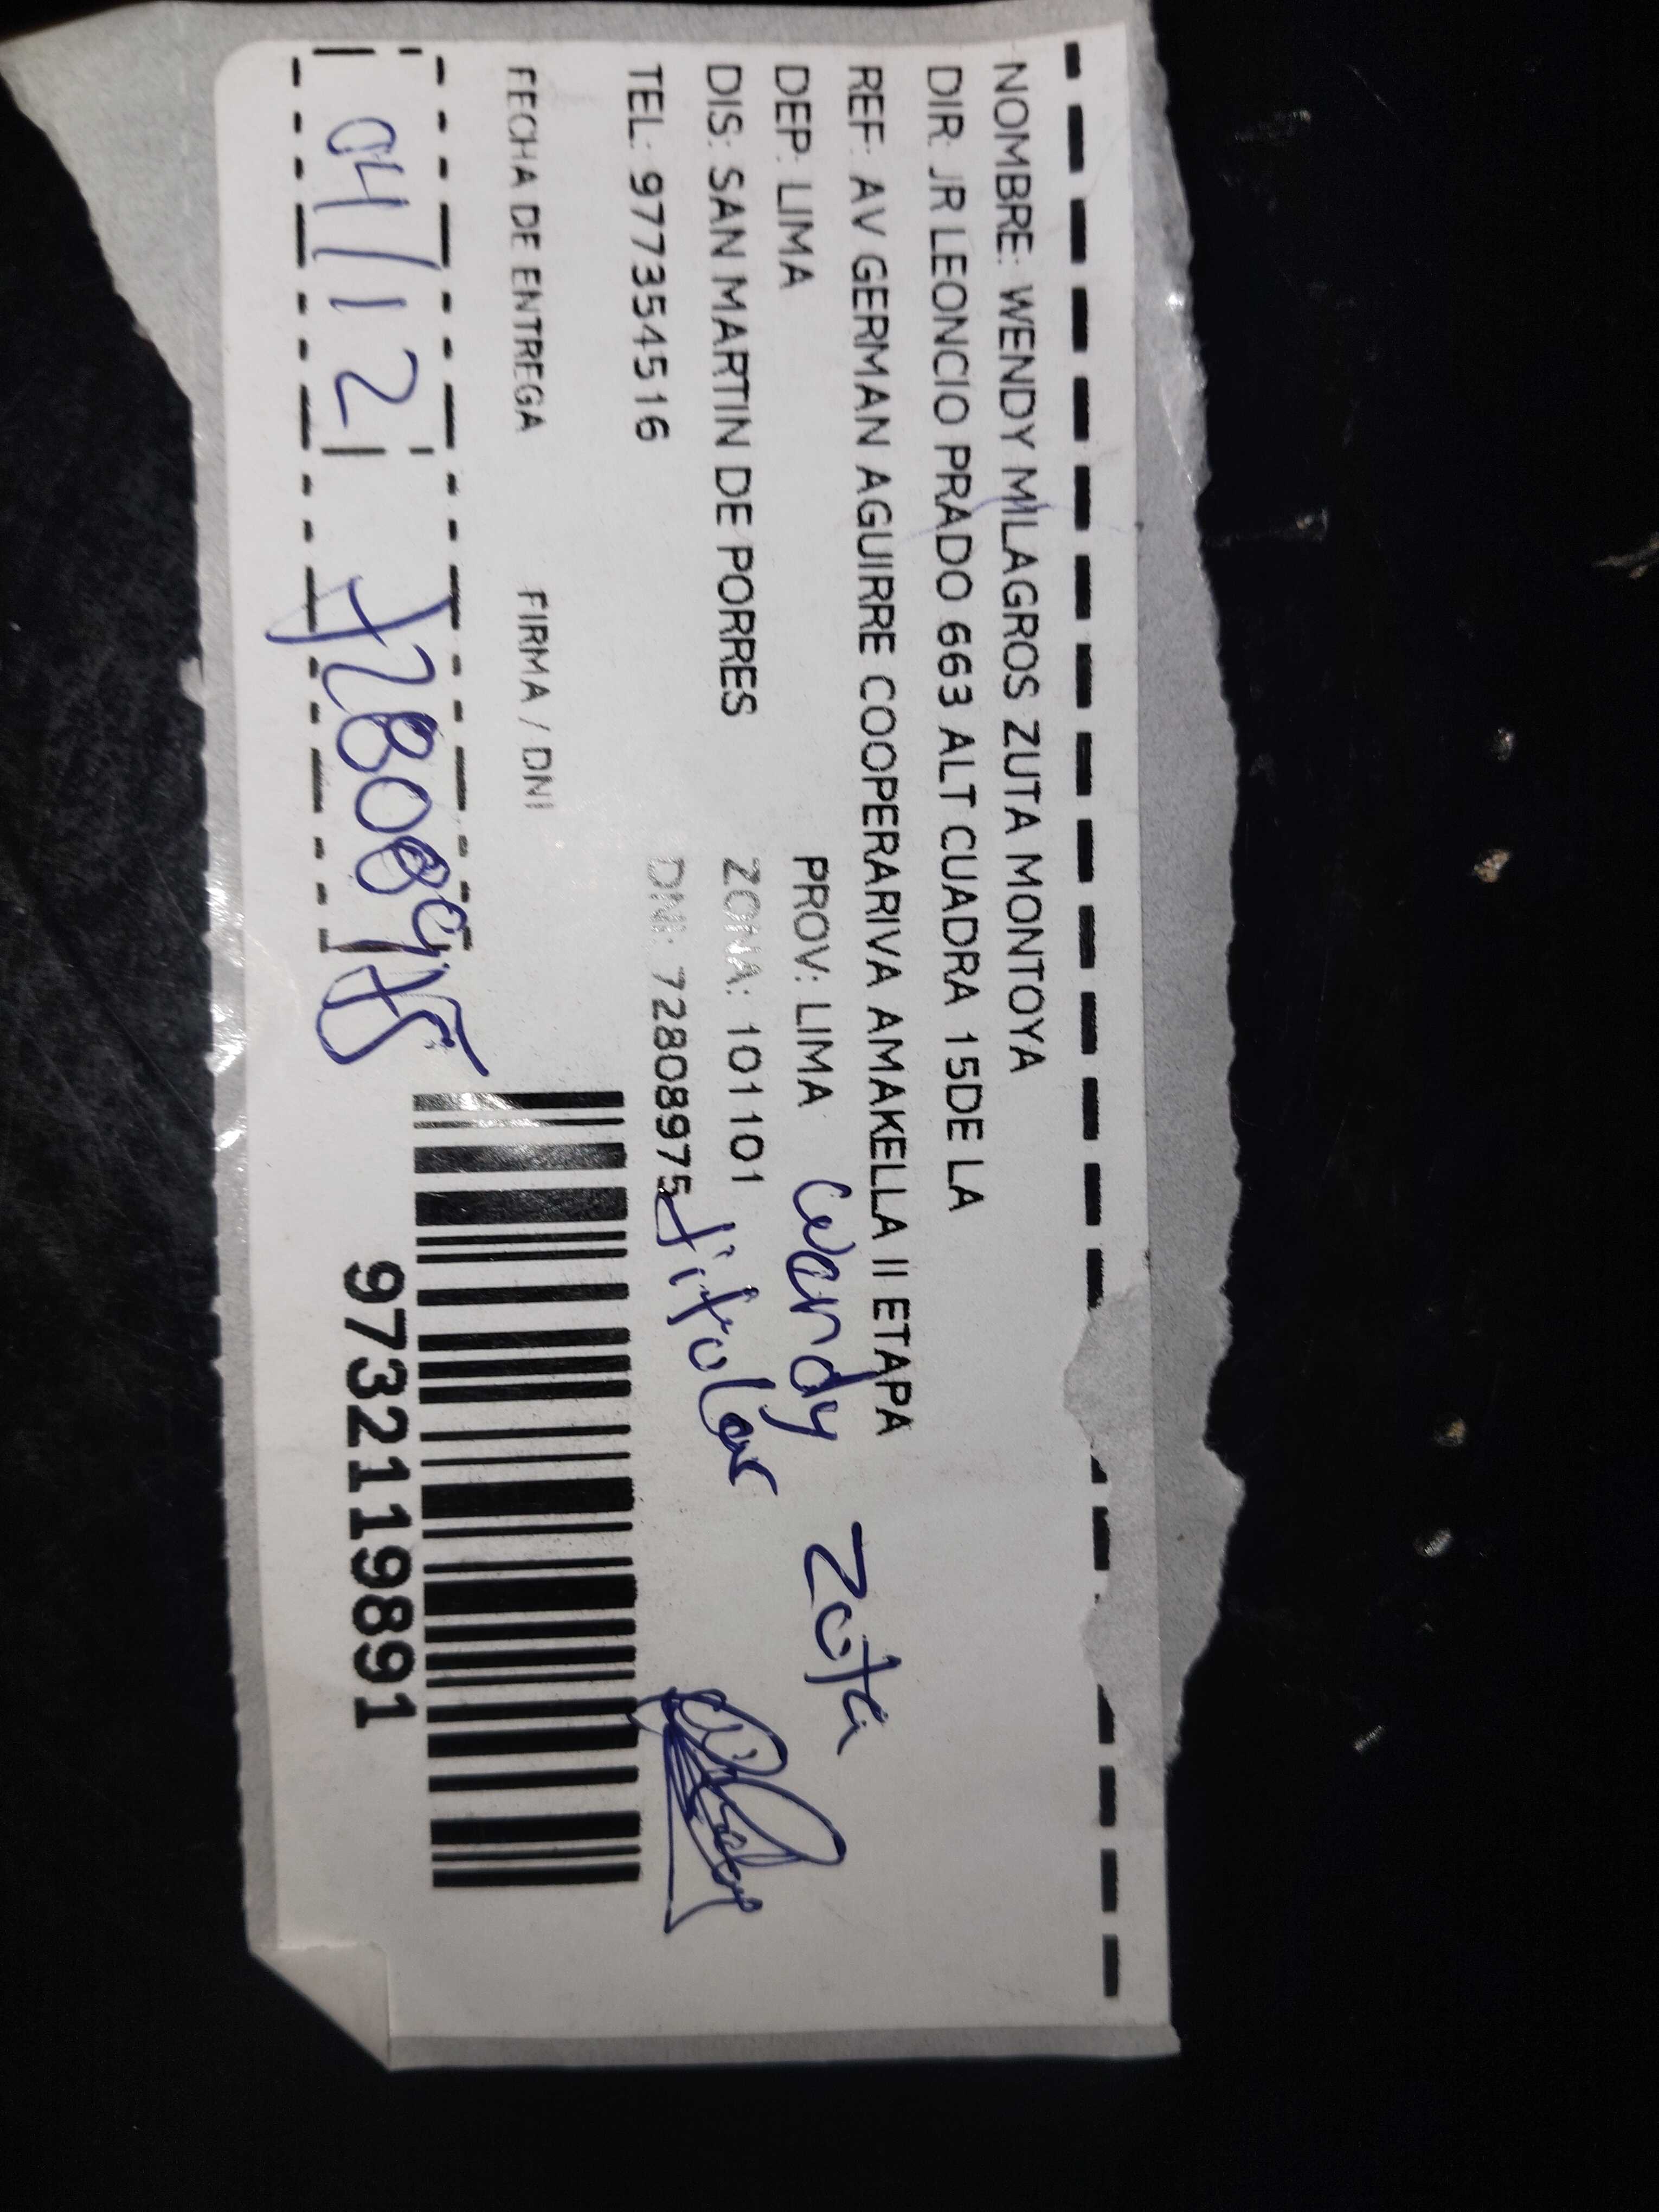 NOMBRE: WENDY MILAGROS ZUTA MONTOYA
DIR: JR LEONCIO PRADO 663 ALT CUADRA 15DE LA
REF: AV GERMAN AGUIRRE COOPERARIVA AMAKELLA II ETAPA
DEP: LIMA PROV: LIMA
Wendy Zuta
DIS: SAN MARTIN DE PORRES ZONA: 101101
TEL: 977354516 DNI: 72808975
titular
FECHA DE ENTREGA FIRMA / DNI
04/12 72808975
9732119891